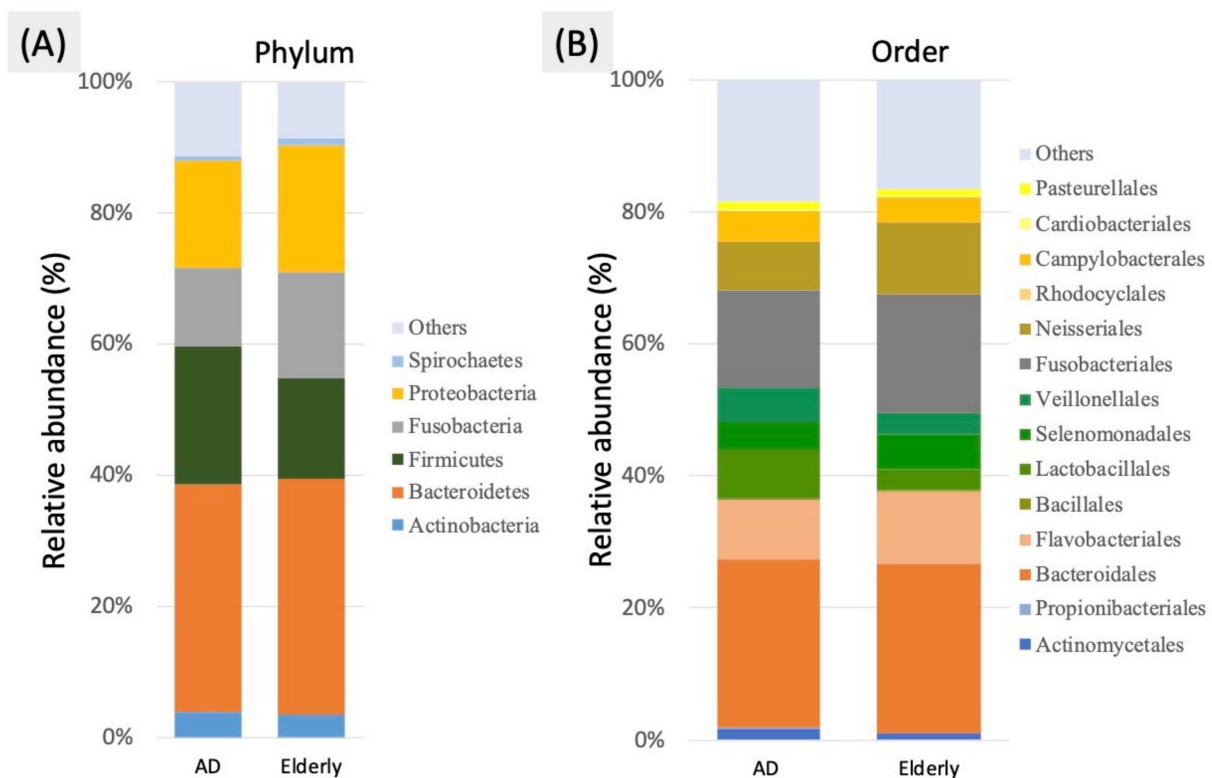 (A)
Phylum
Relative abundance (%)
100%
80%
60%
40%
20%
0%
AD
Elderly
Others
Spirochaetes
Proteobacteria
Fusobacteria
Firmicutes
Bacteroidetes
Actinobacteria
(B)
Order
Relative abundance (%)
100%
80%
60%
40%
20%
0%
AD
Elderly
Others
Pasteurellales
Cardiobacteriales
Campylobacterales
Rhodocyclales
Neisseriales
Fusobacteriales
Veillonellales
Selenomonadales
Lactobacillales
Bacillales
Flavobacteriales
Bacteroidales
Propionibacteriales
Actinomycetales